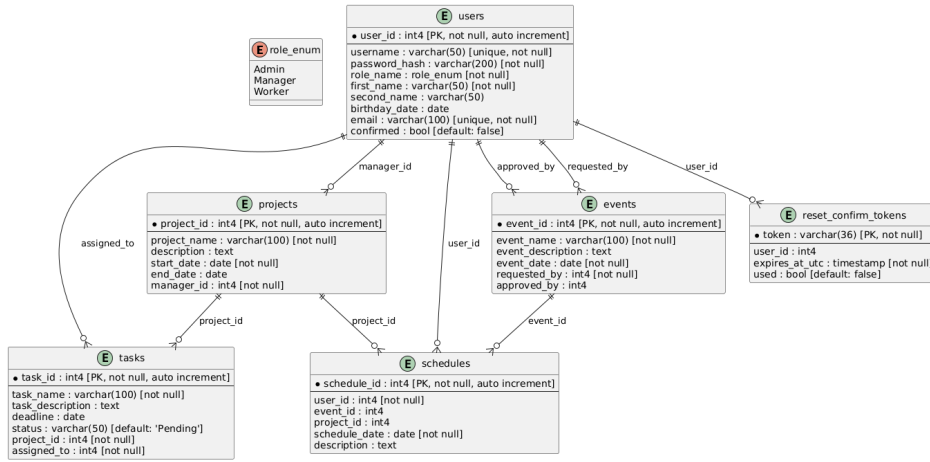 E users
* user_id : int4 [PK, not null, auto increment]
username : varchar(50) [unique, not null]
password_hash : varchar(200) [not null]
role_name : role_enum [not null]
first_name : varchar(50) [not null]
second_name : varchar(50)
birthday_date : date
email : varchar(100) [unique, not null]
confirmed : bool [default: false]
E role_enum
Admin
Manager
Worker
manager_id
approved_by
requested_by
user_id
E projects
* project_id : int4 [PK, not null, auto increment]
project_name : varchar(100) [not null]
description : text
start_date : date [not null]
end_date : date
manager_id : int4 [not null]
E events
* event_id : int4 [PK, not null, auto increment]
event_name : varchar(100) [not null]
event_description : text
event_date : date [not null]
requested_by : int4 [not null]
approved_by : int4
E reset_confirm_tokens
* token : varchar(36) [PK, not null]
user_id : int4
expires_at_utc : timestamp [not null
used : bool [default: false]
assigned_to
user_id
project_id
project_id
event_id
E tasks
* task_id : int4 [PK, not null, auto increment]
task_name : varchar(100) [not null]
task_description : text
deadline : date
status : varchar(50) [default: 'Pending']
project_id : int4 [not null]
assigned_to : int4 [not null]
E schedules
* schedule_id : int4 [PK, not null, auto increment]
user_id : int4 [not null]
event_id : int4
project_id : int4
schedule_date : date [not null]
description : text